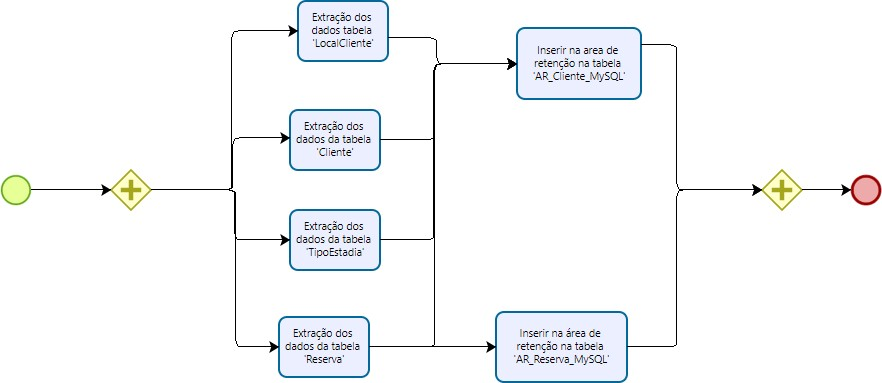 Extração dos
dados tabela
'LocalCliente'
Inserir na area de
retenção na tabela
'AR_Cliente_MySQL'
Extração dos
dados da tabela
'Cliente'
Extração dos
dados da tabela
'TipoEstadia'
Extração dos
dados da tabela
'Reserva'
Inserir na área de
retenção na tabela
'AR_Reserva_MySQL'